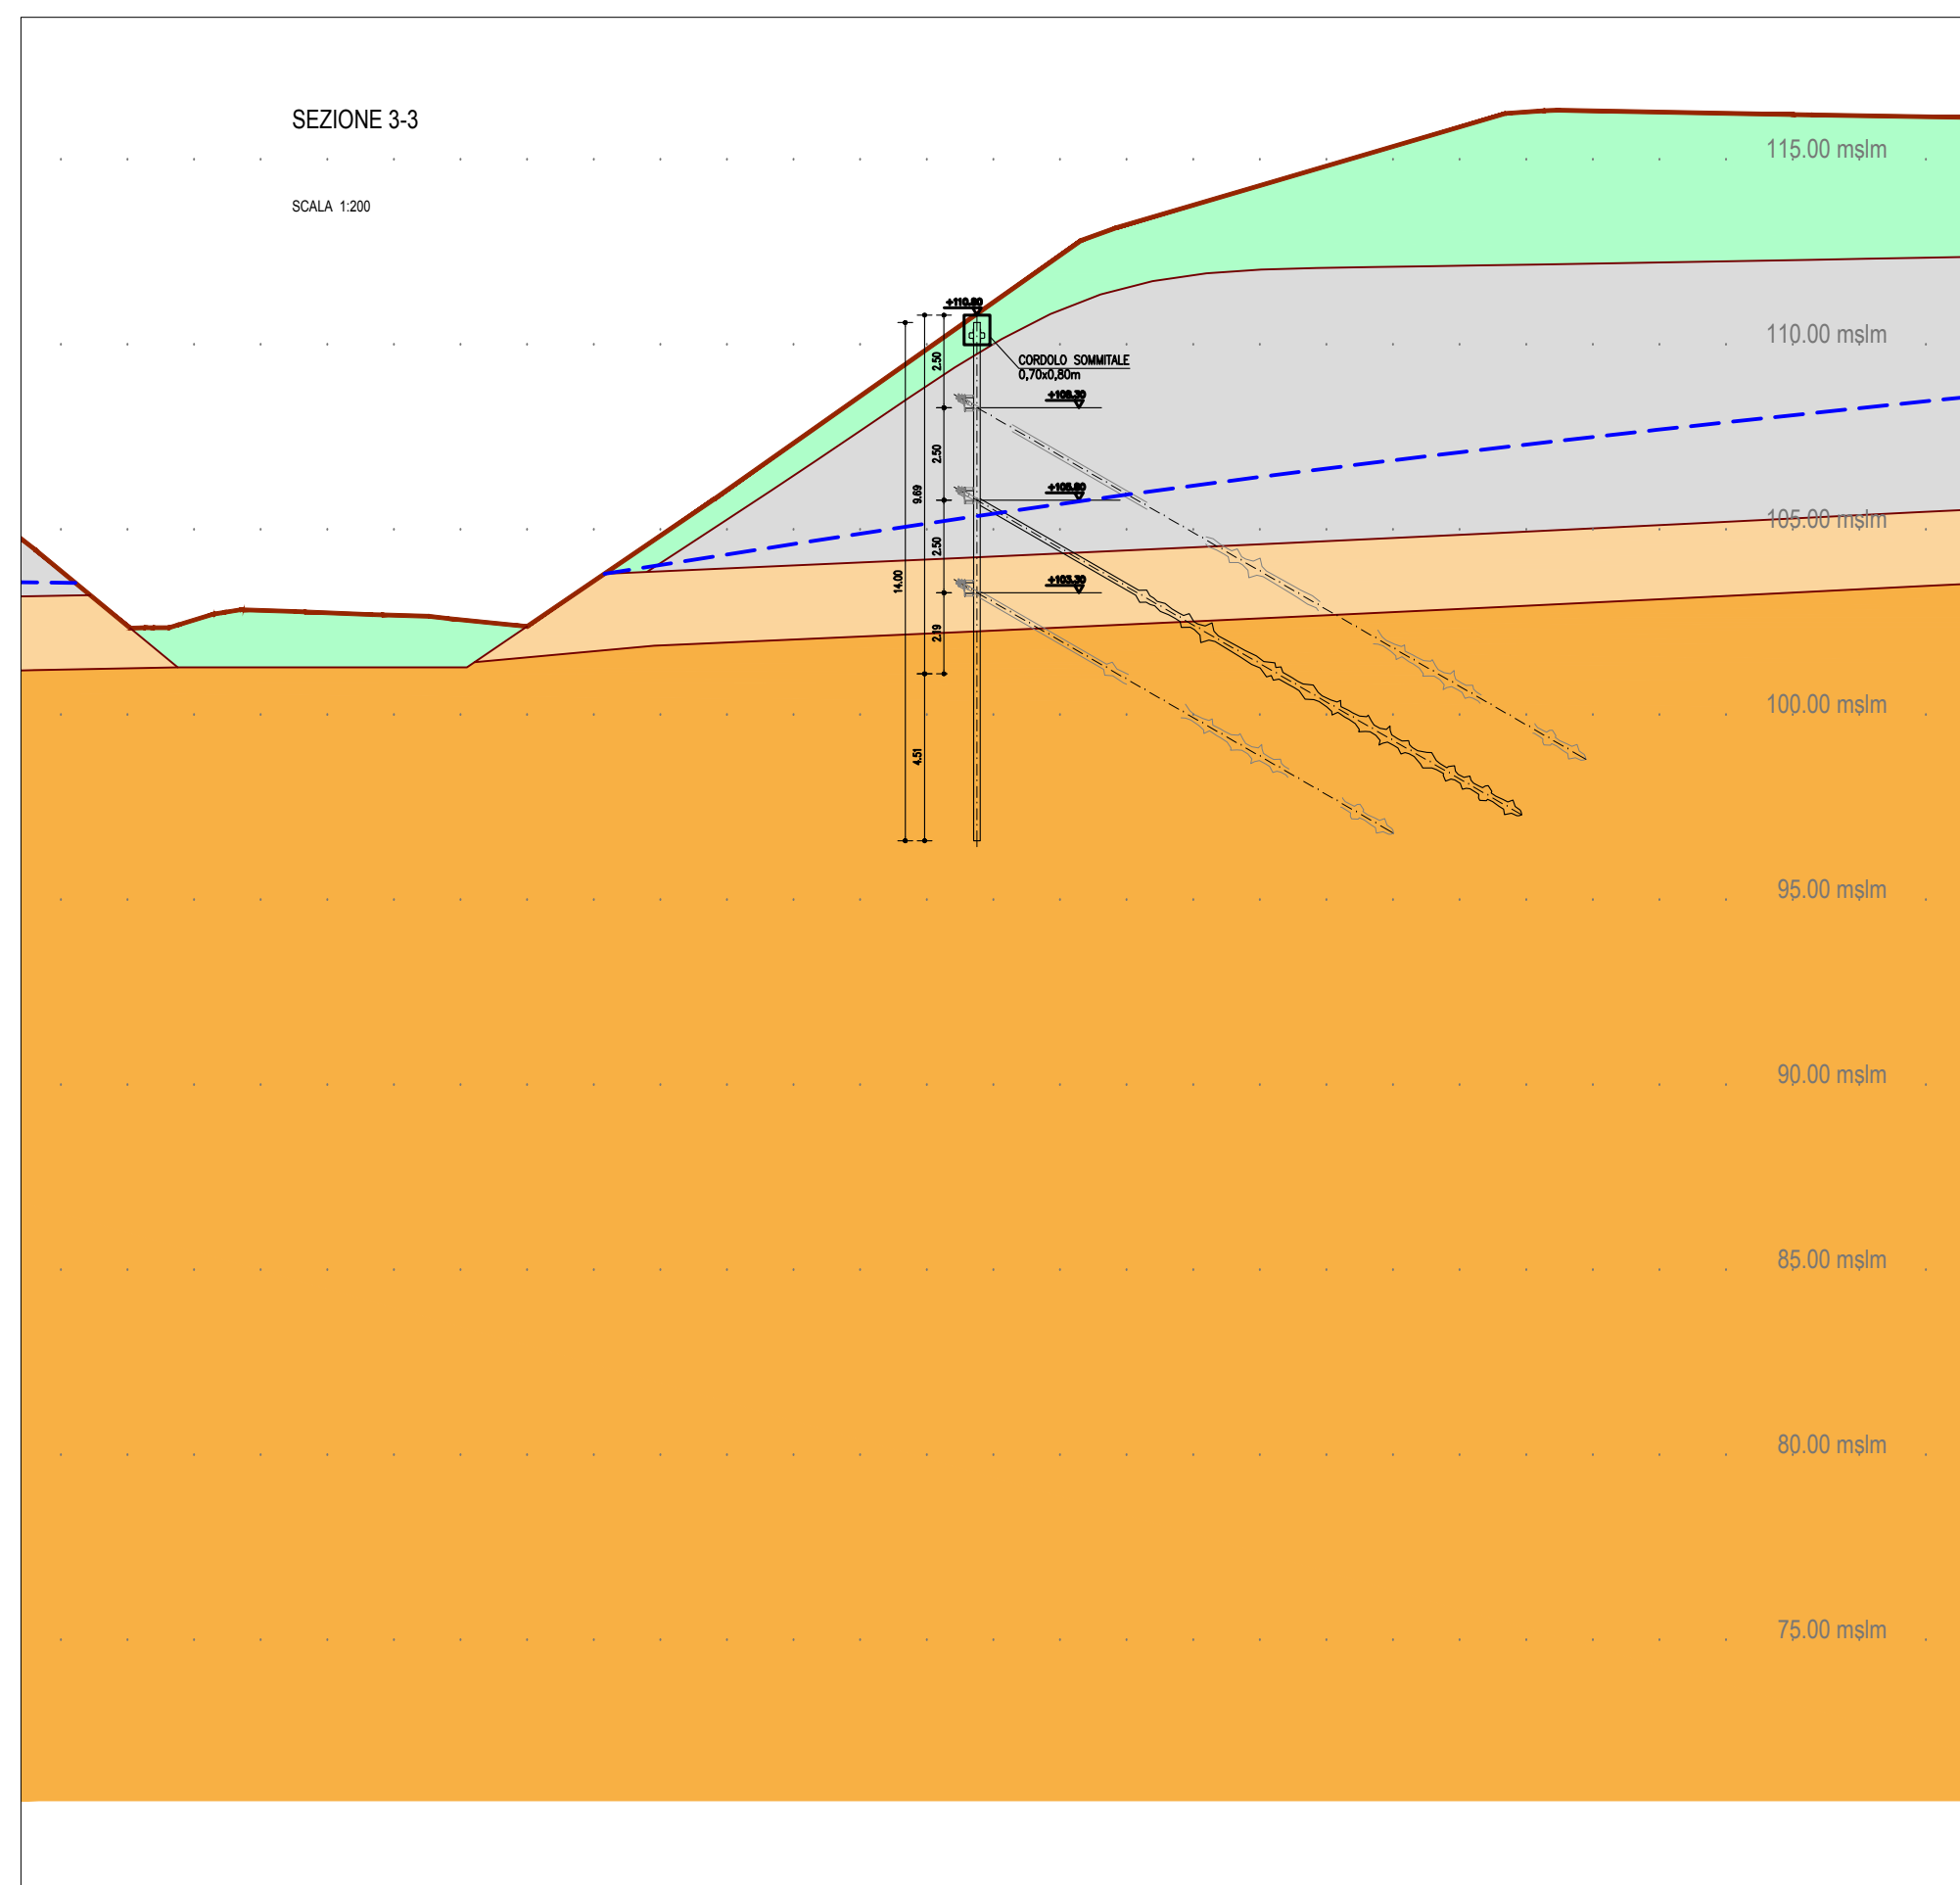 SEZIONE 3-3
115.00 mslm
SCALA 1:200
+110.80
110.00 mslm
2.50
CORDOLO SOMMITALE
0,70x0,80m
+108.30
2.50
9.69
+105.80
105.00 mslm
2.50
14.00
+103.30
2.19
100.00 mslm
4.51
95.00 mslm
90.00 mslm
85.00 mslm
80.00 mslm
75.00 mslm